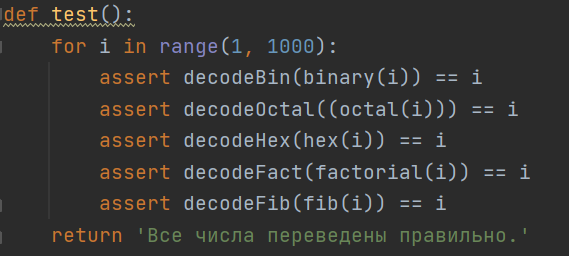 def test():
    for i in range(1, 1000):
        assert decodeBin(binary(i)) == i
        assert decodeOctal((octal(i))) == i
        assert decodeHex(hex(i)) == i
        assert decodeFact(factorial(i)) == i
        assert decodeFib(fib(i)) == i
    return 'Все числа переведены правильно.'